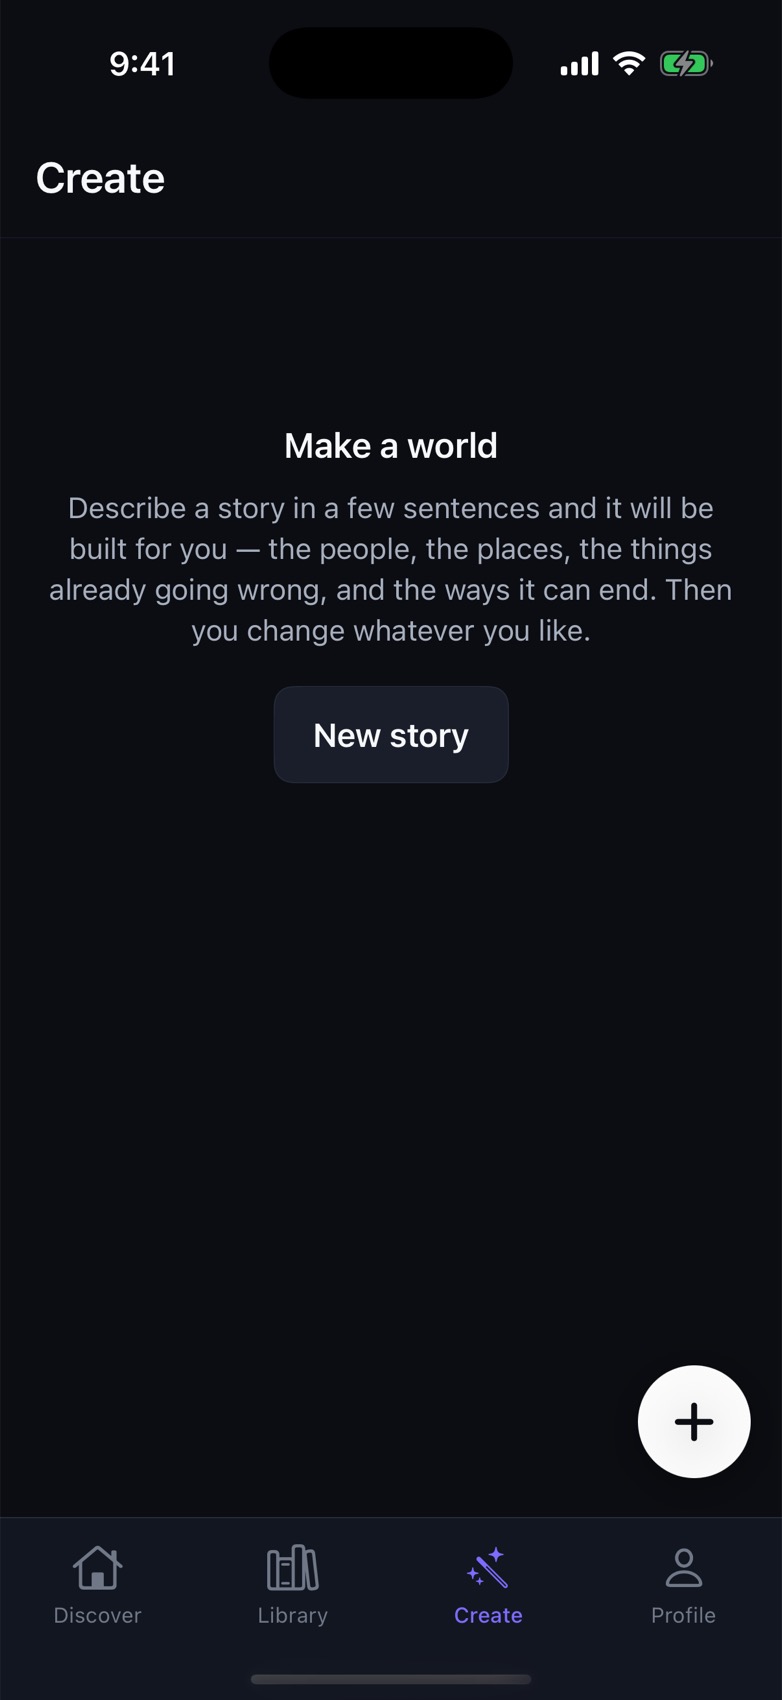 9:41
Create
Make a world
Describe a story in a few sentences and it will be
built for you — the people, the places, the things
already going wrong, and the ways it can end. Then
you change whatever you like.
New story
Discover
Library
Create
Profile